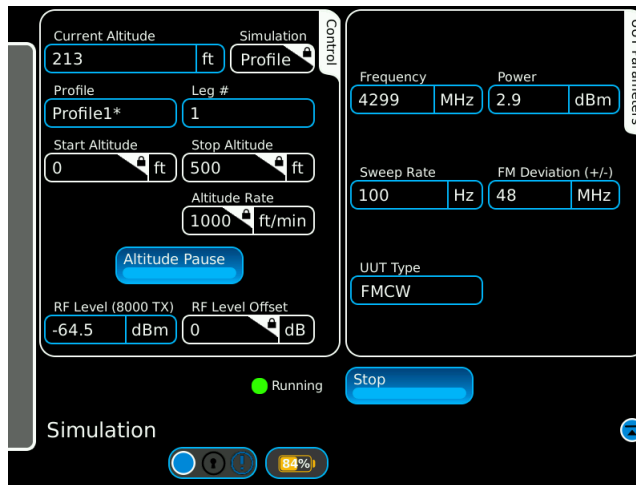 Current Altitude
213 ft
Simulation
Profile
Control
Profile
Profile1*
Leg #
1
Start Altitude
0 ft
Stop Altitude
500 ft
Altitude Rate
1000 ft/min
Altitude Pause
RF Level (8000 TX)
-64.5 dBm
RF Level Offset
0 dB
Frequency
4299 MHz
Power
2.9 dBm
Sweep Rate
100 Hz
FM Deviation (+/-)
48 MHz
UUT Type
FMCW
Running
Stop
Simulation
84%